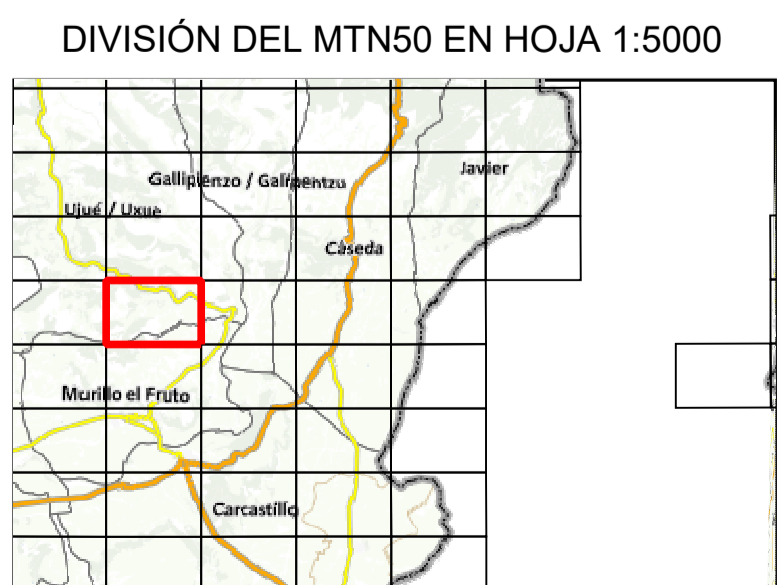 DIVISIÓN DEL MTN50 EN HOJA 1:5000
Javier
Gallipienzo / Galipentzu
Ujué / Uxue
Cáseda
Murillo el Fruto
Carcastillo